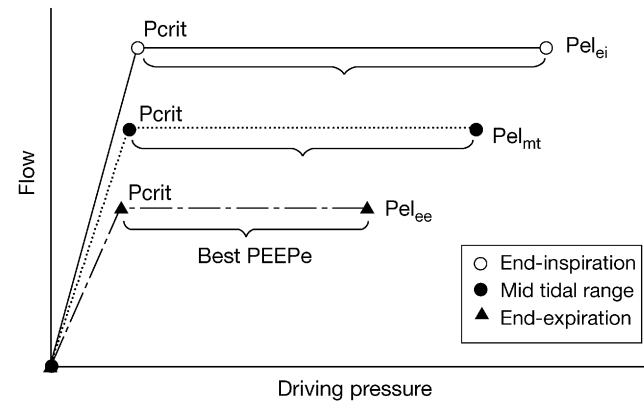 Pcrit
Pel_ei
Pcrit
Pel_mt
Pcrit
Pel_ee
Best PEEPe
Flow
End-inspiration
Mid tidal range
End-expiration
Driving pressure